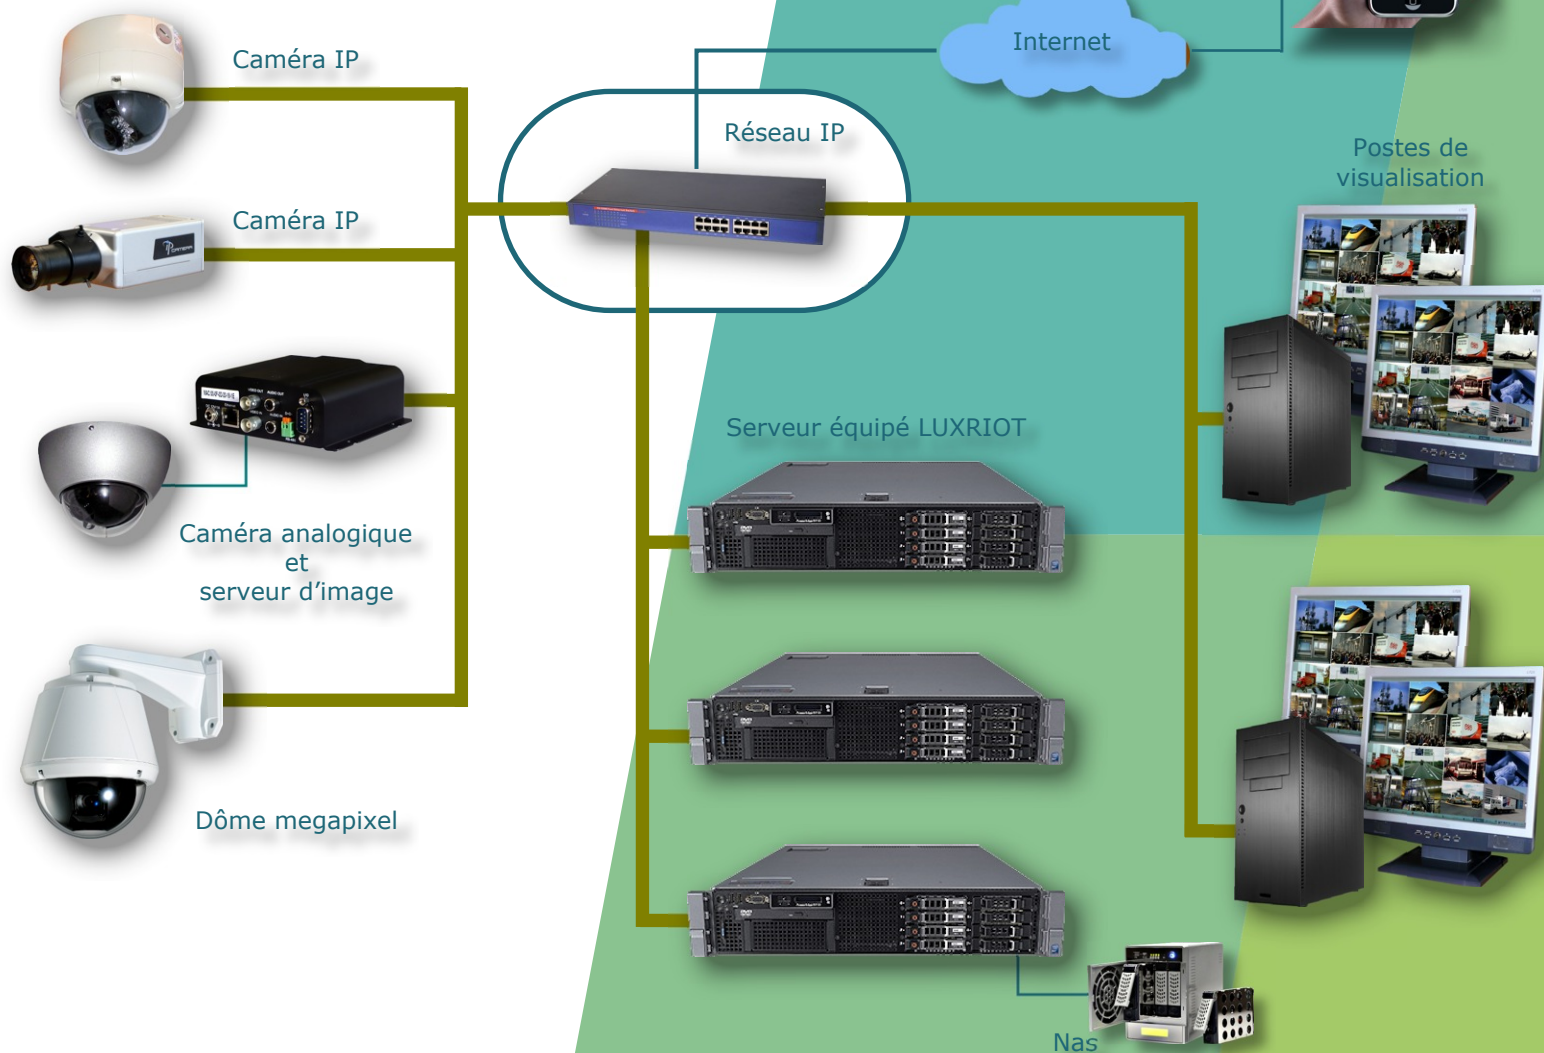 Caméra IP
Internet
Réseau IP
Postes de
visualisation
Caméra IP
Serveur équipé LUXRIOT
Caméra analogique
et
serveur d’image
Dôme megapixel
Nas